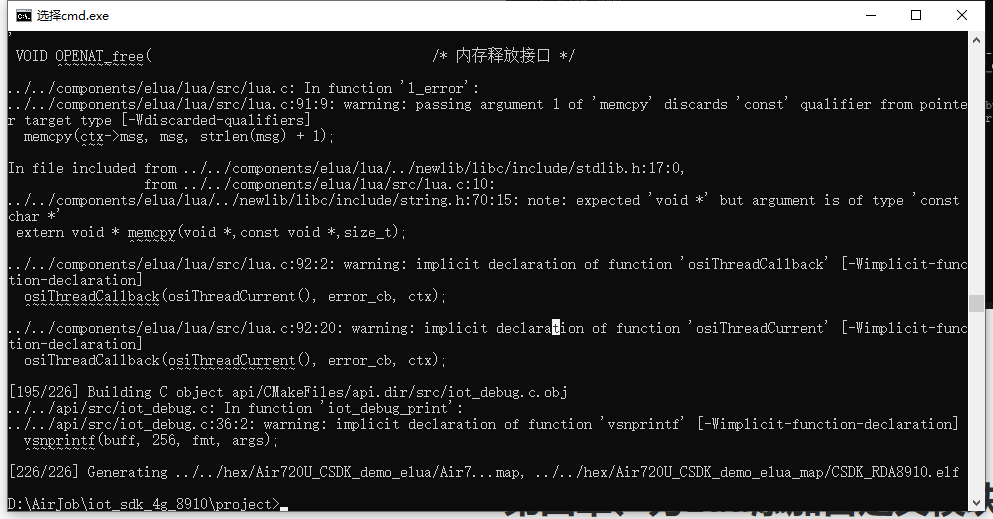 选择cmd.exe
,
VOID OPENAT_free( /* 内存释放接口 */
~~~~~~~~~~~
../../components/elua/lua/src/lua.c: In function 'l_error':
../../components/elua/lua/src/lua.c:91:9: warning: passing argument 1 of 'memcpy' discards 'const' qualifier from pointe
r target type [-Wdiscarded-qualifiers]
memcpy(ctx->msg, msg, strlen(msg) + 1);
~~~
In file included from ../../components/elua/lua/../newlib/libc/include/stdlib.h:17:0,
from ../../components/elua/lua/src/lua.c:10:
../../components/elua/lua/../newlib/libc/include/string.h:70:15: note: expected 'void *' but argument is of type 'const
char *'
extern void * memcpy(void *,const void *,size_t);
~~~~~~
../../components/elua/lua/src/lua.c:92:2: warning: implicit declaration of function 'osiThreadCallback' [-Wimplicit-func
tion-declaration]
osiThreadCallback(osiThreadCurrent(), error_cb, ctx);
~~~~~~~~~~~~~~~~~
../../components/elua/lua/src/lua.c:92:20: warning: implicit declaration of function 'osiThreadCurrent' [-Wimplicit-func
tion-declaration]
osiThreadCallback(osiThreadCurrent(), error_cb, ctx);
~~~~~~~~~~~~~~~~
[195/226] Building C object api/CMakeFiles/api.dir/src/iot_debug.c.obj
../../api/src/iot_debug.c: In function 'iot_debug_print':
../../api/src/iot_debug.c:36:2: warning: implicit declaration of function 'vsnprintf' [-Wimplicit-function-declaration]
vsnprintf(buff, 256, fmt, args);
~~~~~~~~~
[226/226] Generating ../../hex/Air720U_CSDK_demo_elua/Air7...map, ../../hex/Air720U_CSDK_demo_elua_map/CSDK_RDA8910.elf
D:\AirJob\iot_sdk_4g_8910\project>